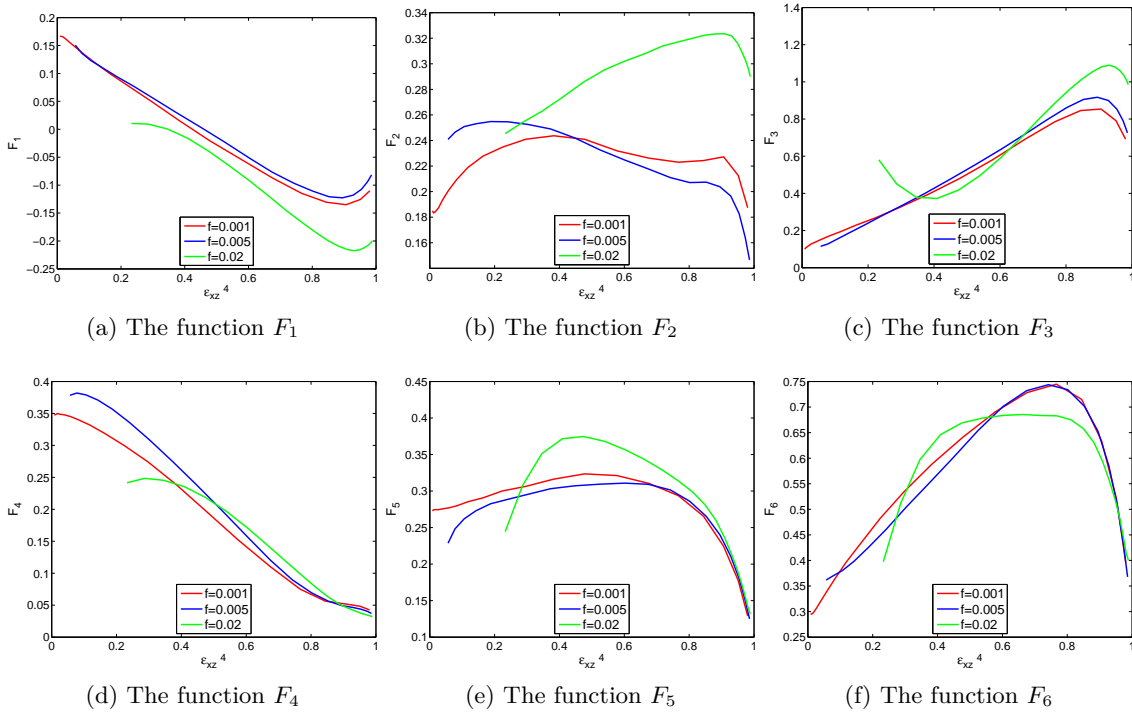 0.2
0.15
0.1
0.05
0
−0.05
−0.1
−0.15
−0.2
−0.25
F1
0 0.2 0.4 0.6 0.8 1
εxz 4
f=0.001
f=0.005
f=0.02
(a) The function F1
0.34
0.32
0.3
0.28
0.26
0.24
0.22
0.2
0.18
0.16
F2
0 0.2 0.4 0.6 0.8 1
εxz 4
f=0.001
f=0.005
f=0.02
(b) The function F2
1.4
1.2
1
0.8
0.6
0.4
0.2
0
F3
0 0.2 0.4 0.6 0.8 1
εxz 4
f=0.001
f=0.005
f=0.02
(c) The function F3
0.4
0.35
0.3
0.25
0.2
0.15
0.1
0.05
0
F4
0 0.2 0.4 0.6 0.8 1
εxz 4
f=0.001
f=0.005
f=0.02
(d) The function F4
0.45
0.4
0.35
0.3
0.25
0.2
0.15
0.1
F5
0 0.2 0.4 0.6 0.8 1
εxz 4
f=0.001
f=0.005
f=0.02
(e) The function F5
0.75
0.7
0.65
0.6
0.55
0.5
0.45
0.4
0.35
0.3
0.25
F6
0 0.2 0.4 0.6 0.8 1
εxz 4
f=0.001
f=0.005
f=0.02
(f) The function F6